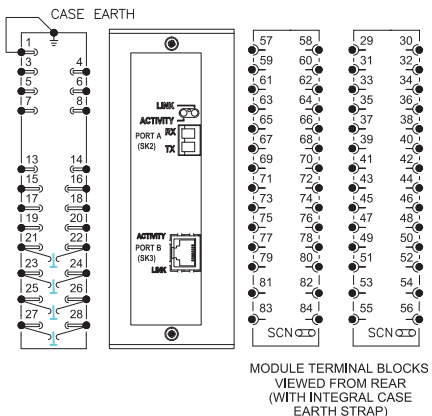 CASE EARTH
1
3 4
5 6
7 8
13 14
15 16
17 18
19 20
21 22
23 24
25 26
27 28
LINK
ACTIVITY
PORT A RX
(SK2) TX
ACTIVITY
PORT B
(SK3)
LINK
57 58
59 60
61 62
63 64
65 66
67 68
69 70
71 72
73 74
75 76
77 78
79 80
81 82
83 84
SCN
29 30
31 32
33 34
35 36
37 38
39 40
41 42
43 44
45 46
47 48
49 50
51 52
53 54
55 56
SCN
MODULE TERMINAL BLOCKS
VIEWED FROM REAR
(WITH INTEGRAL CASE
EARTH STRAP)